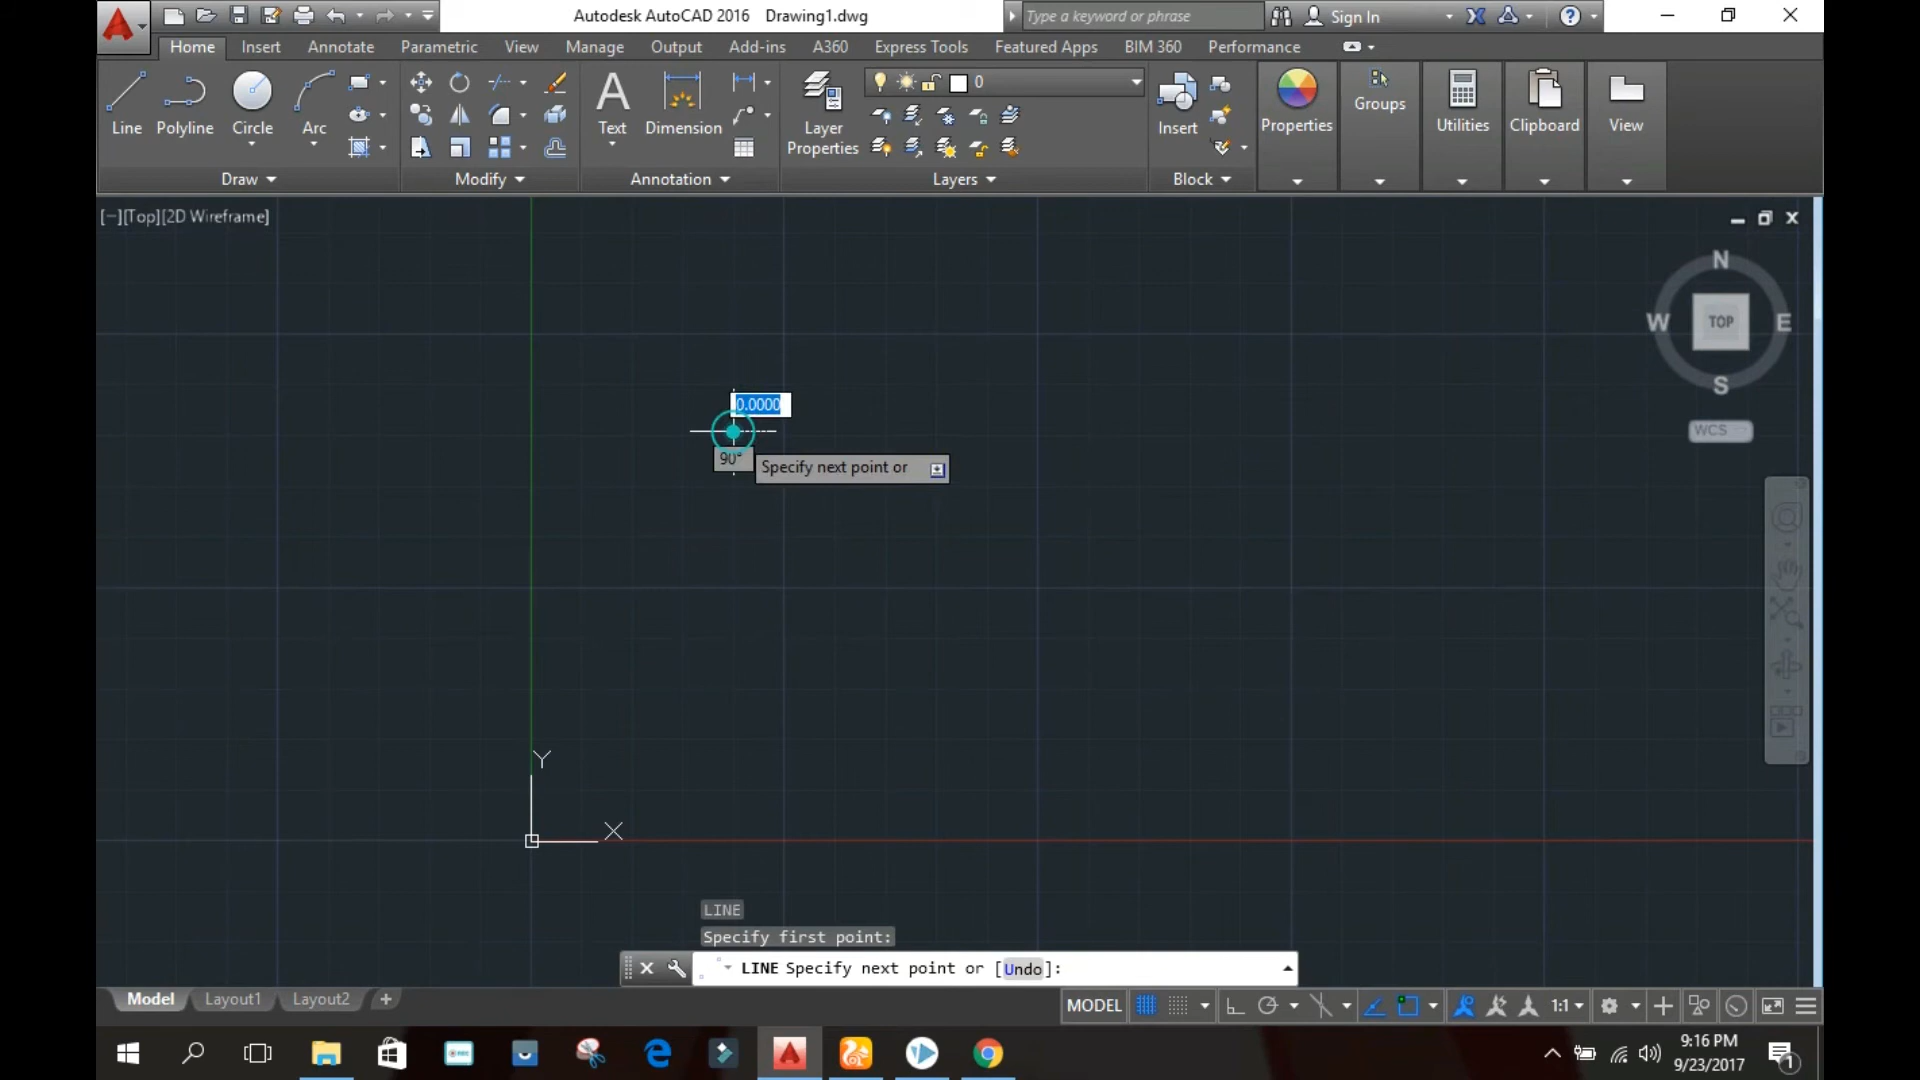 Autodesk AutoCAD 2016 Drawing1.dwg
Type a keyword or phrase
Sign In
Home Insert Annotate Parametric View Manage Output Add-ins A360 Express Tools Featured Apps BIM 360 Performance
Line Polyline Circle Arc
Text Dimension
Layer Properties
0
Insert
Properties Groups Utilities Clipboard View
Draw Modify Annotation Layers Block
[−][Top][2D Wireframe]
N
W TOP E
S
WCS
0.0000
90°
Specify next point or
Y
X
LINE
Specify first point:
LINE Specify next point or [Undo]:
Model Layout1 Layout2 +
MODEL 1:1
9:16 PM
9/23/2017
1